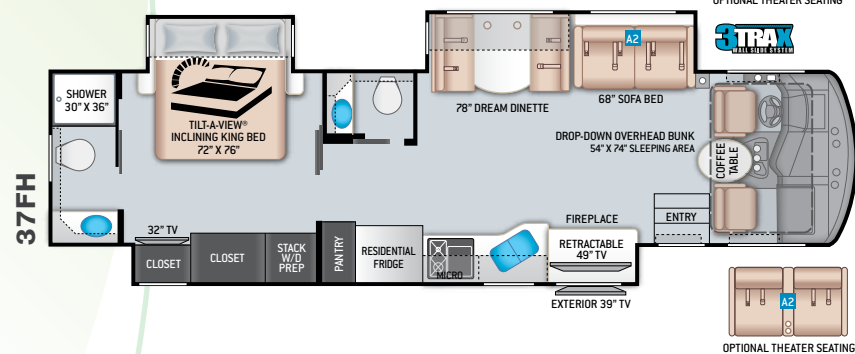 OPTIONAL THEATER SEATING
3TRAX
WALL SLIDE SYSTEM
A2
SHOWER
30" X 36"
TILT-A-VIEW®
INCLINING KING BED
72" X 76"
78" DREAM DINETTE
68" SOFA BED
DROP-DOWN OVERHEAD BUNK
54" X 74" SLEEPING AREA
COFFEE
TABLE
37FH
32" TV
CLOSET
CLOSET
STACK
W/D
PREP
PANTRY
RESIDENTIAL
FRIDGE
MICRO
FIREPLACE
RETRACTABLE
49" TV
ENTRY
EXTERIOR 39" TV
A2
OPTIONAL THEATER SEATING